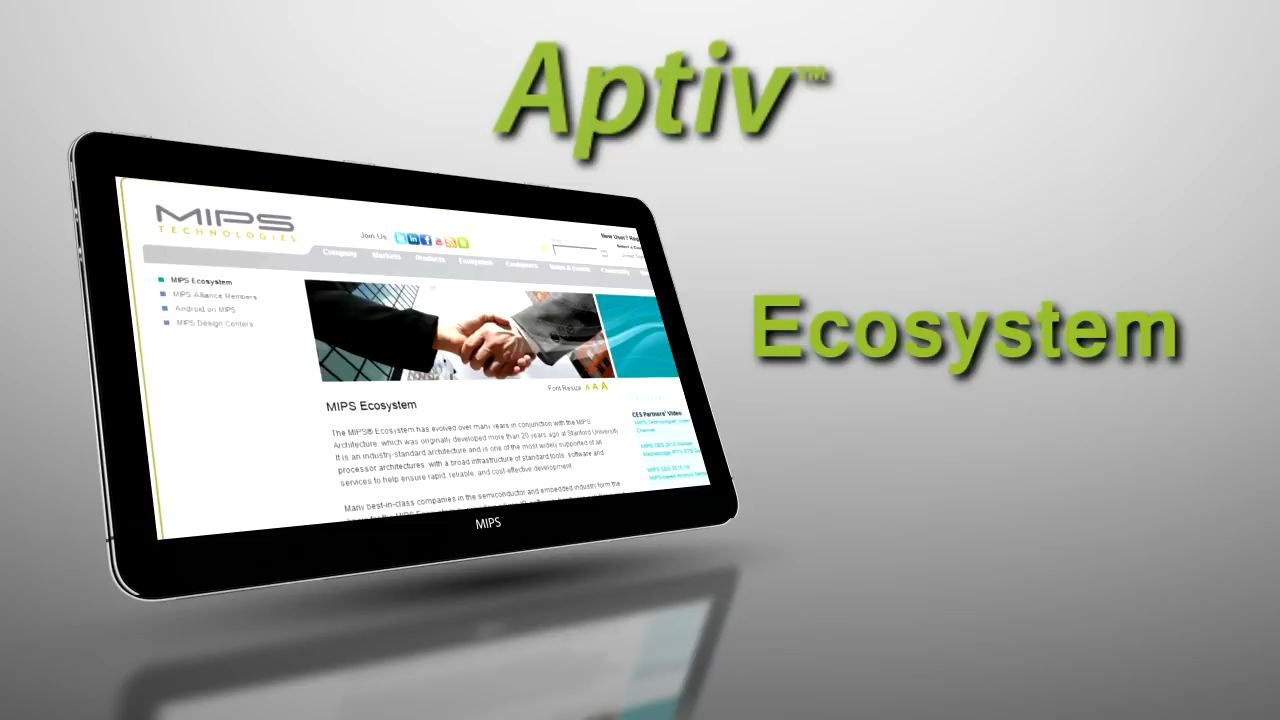 Aptiv™
Ecosystem
MIPS
TECHNOLOGIES
Join Us
New User? Reg
Company Markets Products Ecosystem Customers News & Events Community
MIPS Ecosystem
MIPS Alliance Members
Android on MIPS
MIPS Design Centers
Font Resize A A A
MIPS Ecosystem
The MIPS® Ecosystem has evolved over many years in conjunction with the MIPS
Architecture, which was originally developed more than 20 years ago at Stanford University.
It is an industry-standard architecture and is one of the most widely supported of all
processor architectures, with a broad infrastructure of standard tools, software and
services to help ensure rapid, reliable, and cost-effective development.
Many best-in-class companies in the semiconductor and embedded industry form the
CES Partners' Video
MIPS